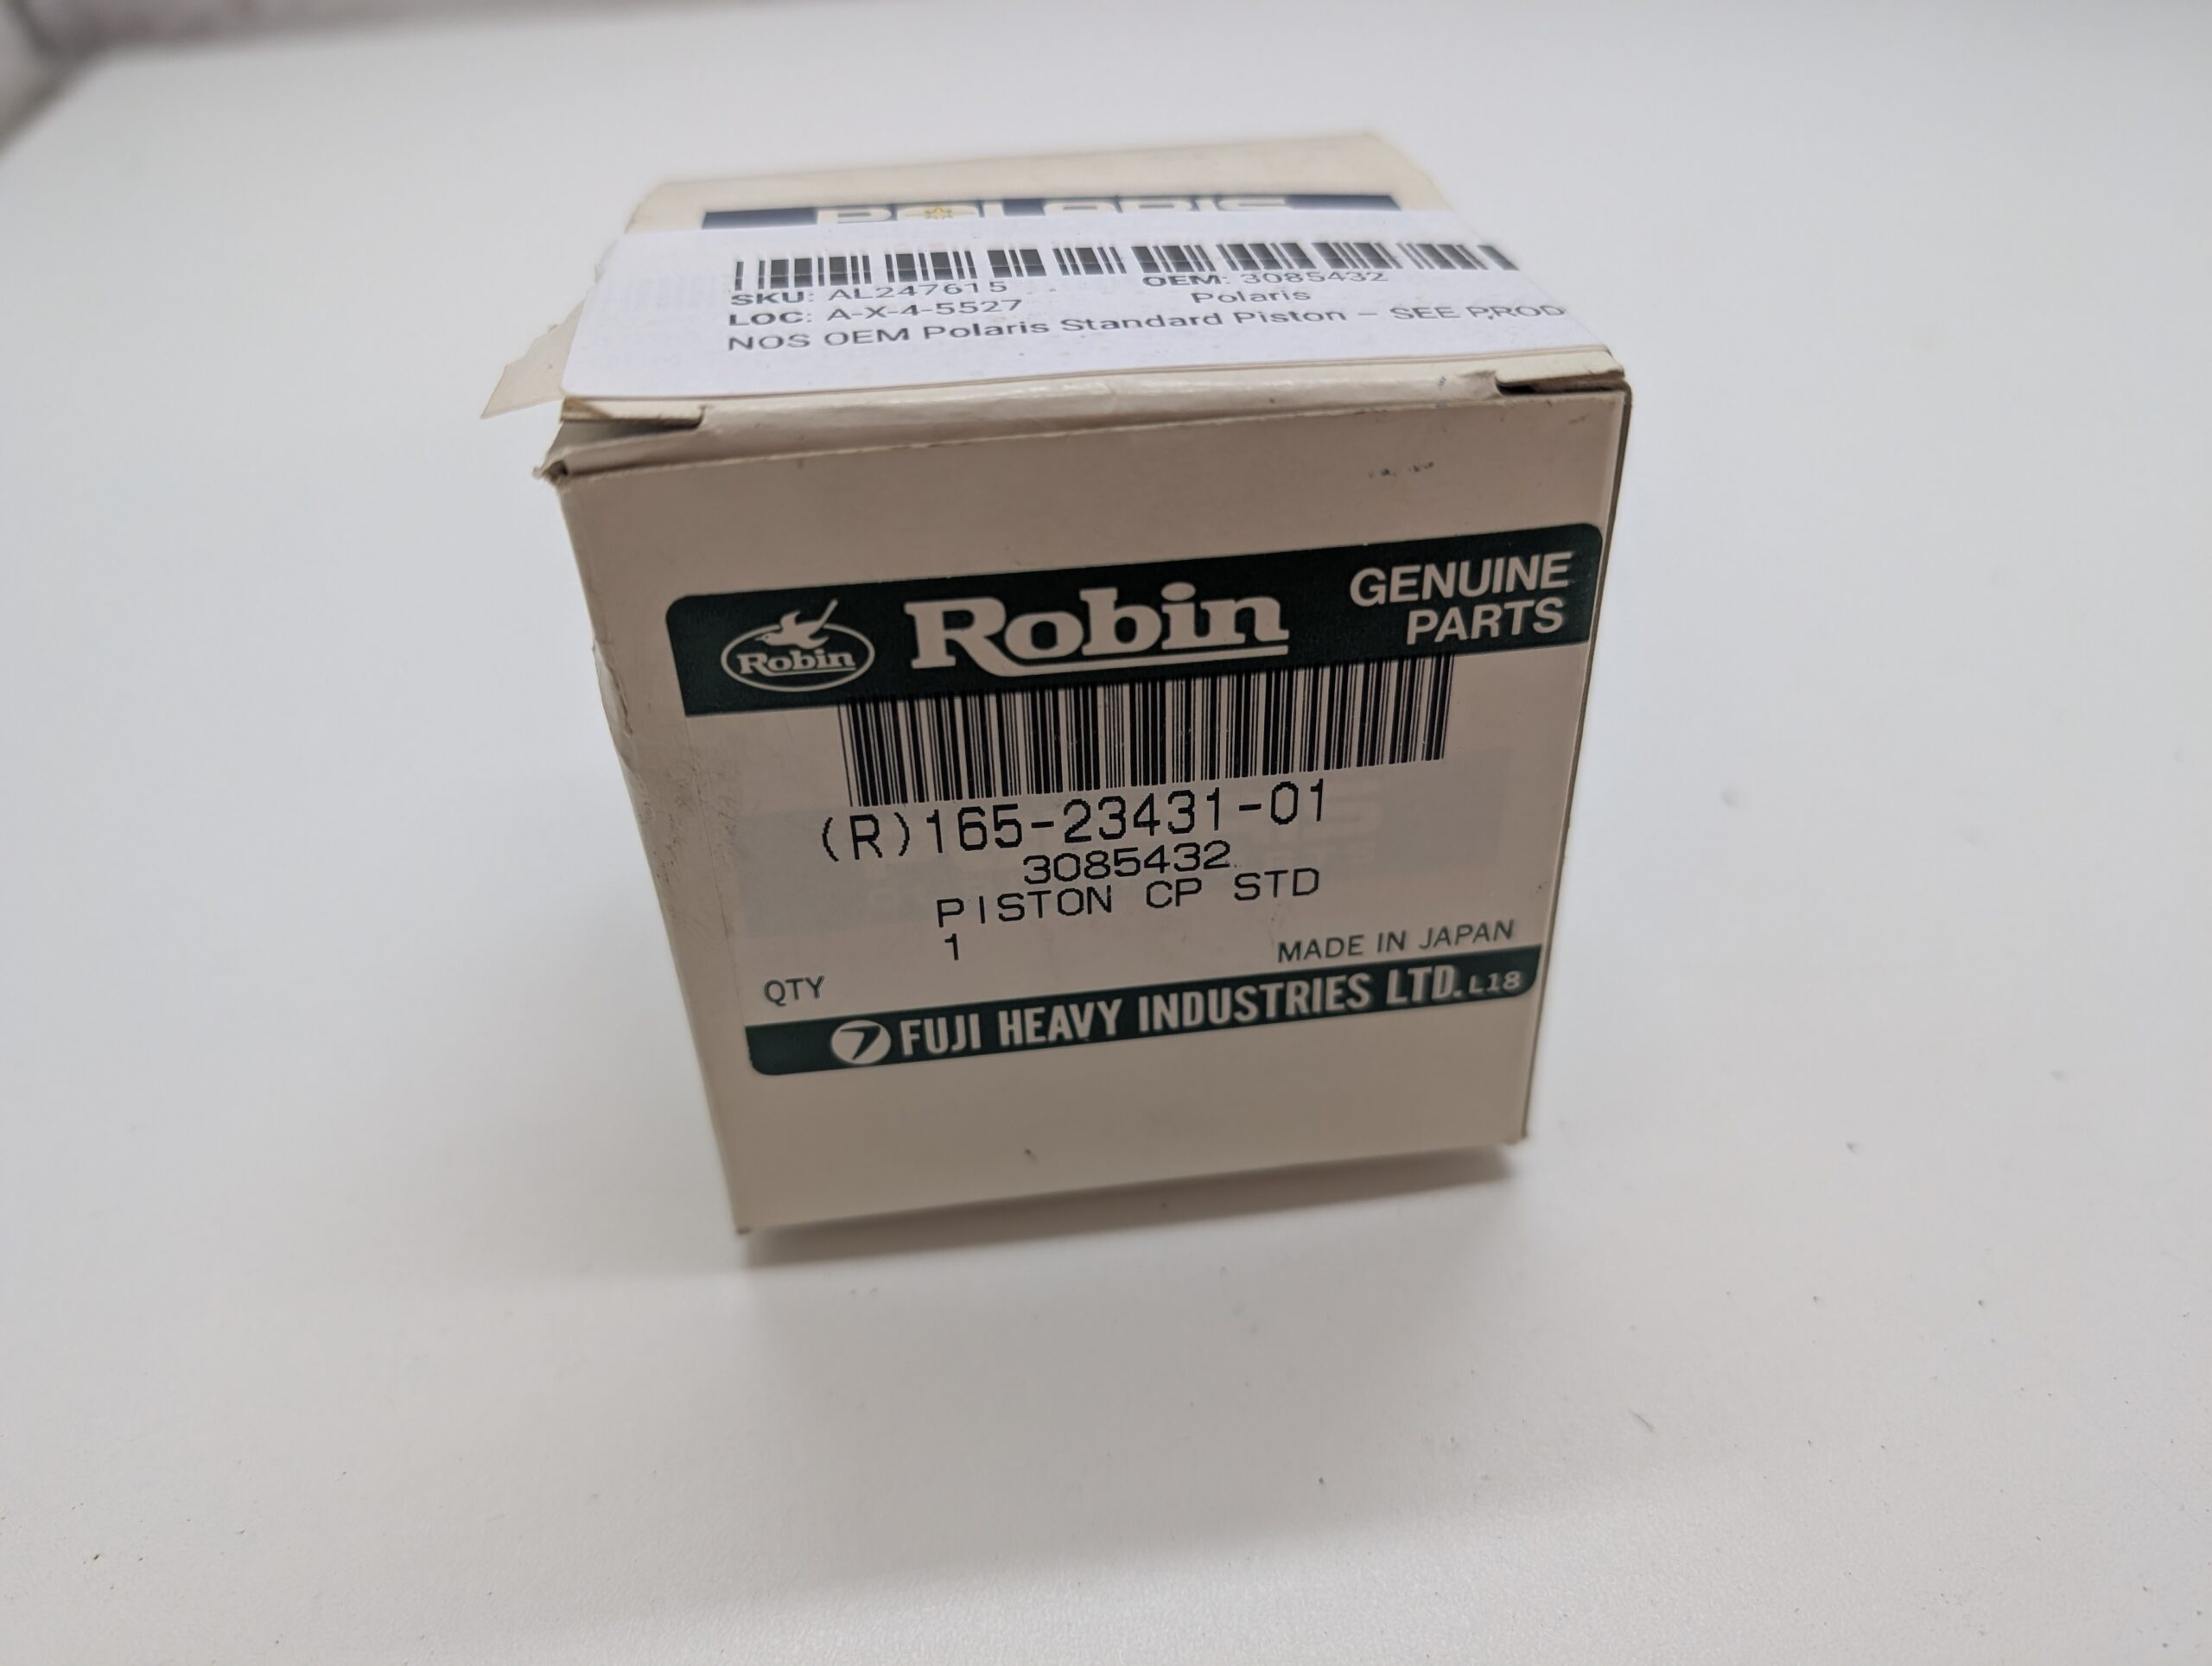 POLARIS
SKU: AL247615 OEM: 3085432
LOC: A-X-4-5527 Polaris
NOS OEM Polaris Standard Piston – SEE PROD
Robin Robin GENUINE
PARTS
(R)165-23431-01
3085432
PISTON CP STD
1
QTY MADE IN JAPAN
FUJI HEAVY INDUSTRIES LTD. L18